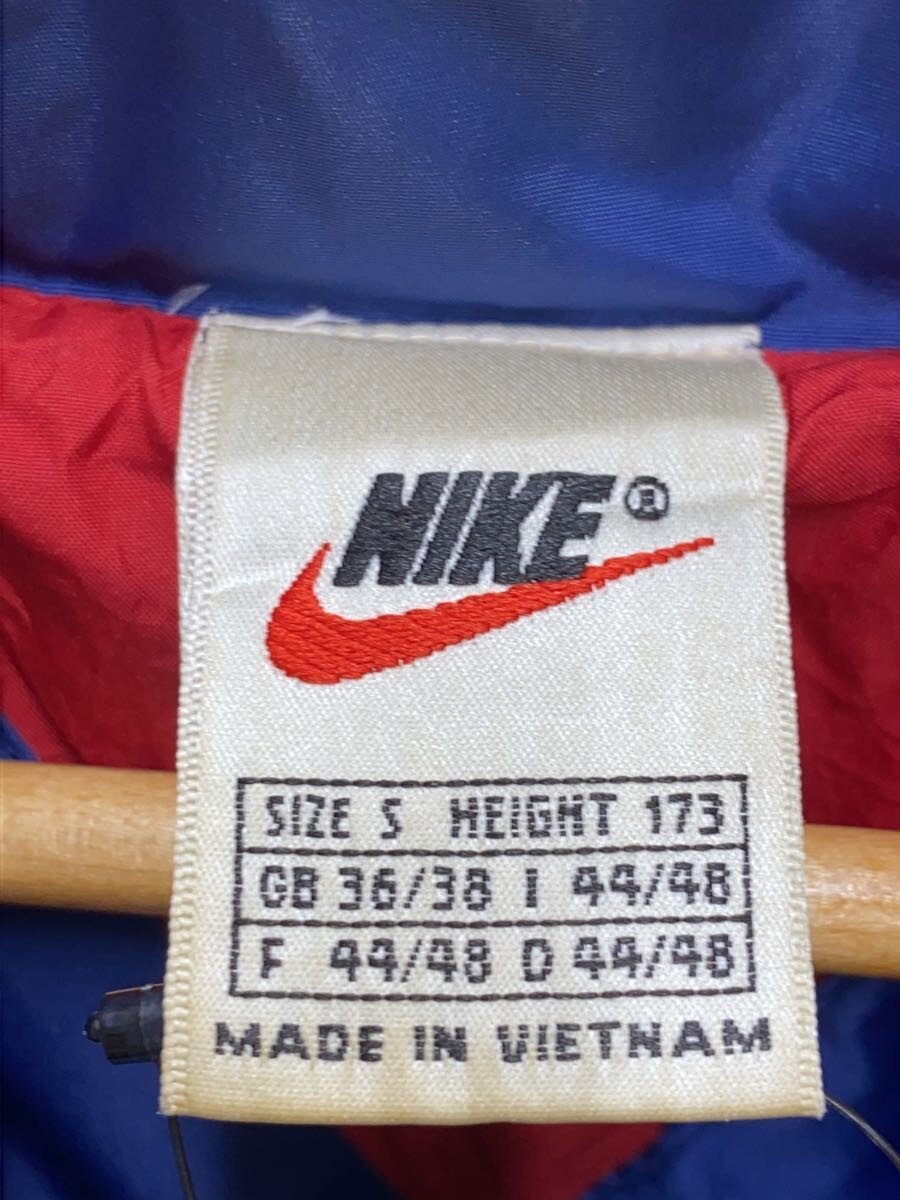 NIKE®
SIZE S HEIGHT 173
GB 36/38 I 44/48
F 44/48 D 44/48
MADE IN VIETNAM